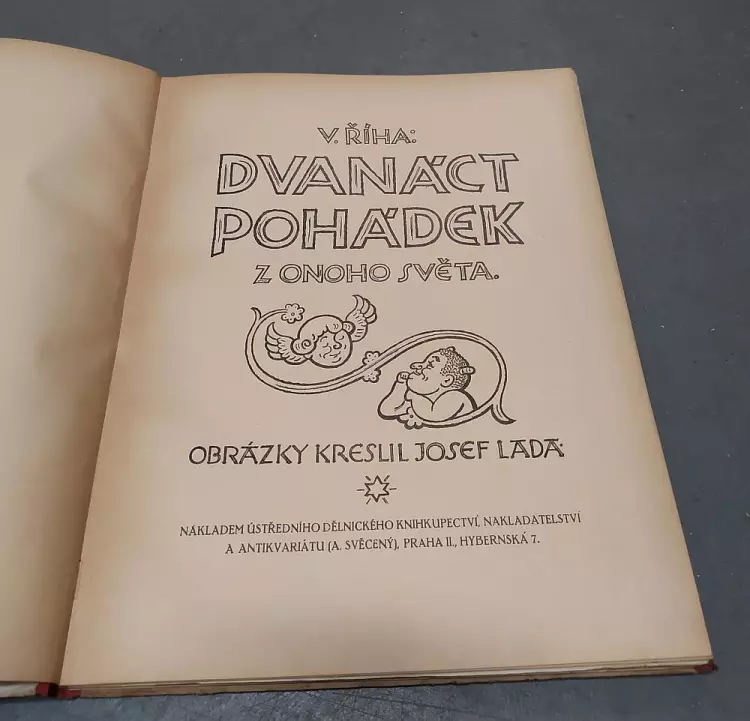 V. ŘÍHA:
DVANÁCT
POHÁDEK
Z ONOHO SVĚTA.
OBRÁZKY KRESLIL JOSEF LADA
NÁKLADEM ÚSTŘEDNÍHO DĚLNICKÉHO KNIHKUPECTVÍ, NAKLADATELSTVÍ
A ANTIKVARIÁTU (A. SVĚCENÝ), PRAHA II., HYBERNSKÁ 7.